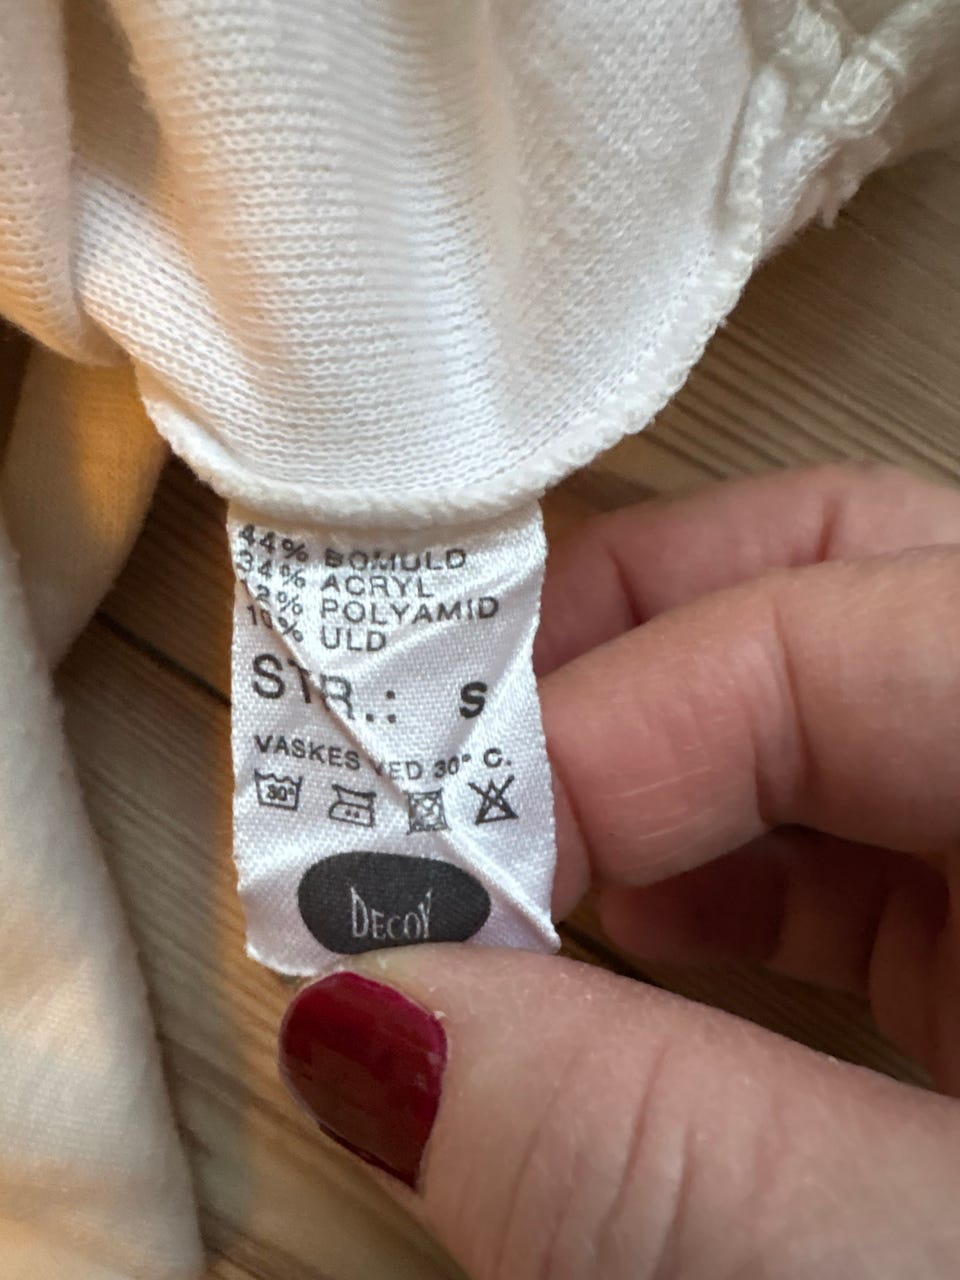 44% BOMULD
34% ACRYL
12% POLYAMID
10% ULD
STR.: S
VASKES VED 30° C.
30°
DECOY